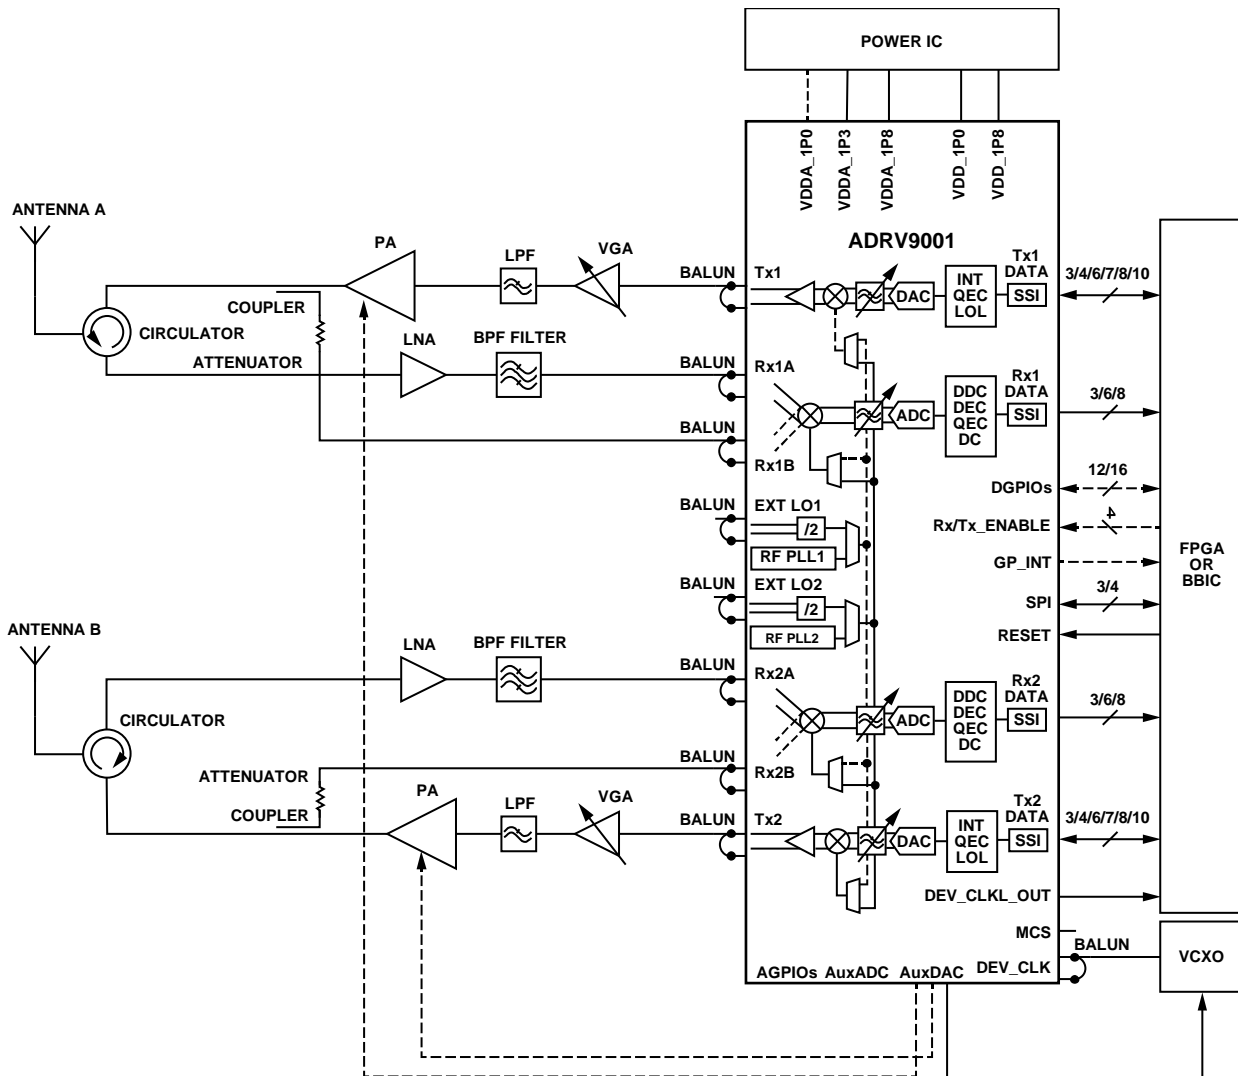 POWER IC
VDDA_1P0
VDDA_1P3
VDDA_1P8
VDD_1P0
VDD_1P8
ADRV9001
ANTENNA A
PA
LPF
VGA
BALUN
Tx1
DAC
INT
QEC
LOL
Tx1
DATA
SSI
3/4/6/7/8/10
COUPLER
CIRCULATOR
ATTENUATOR
LNA
BPF FILTER
BALUN
Rx1A
ADC
DDC
DEC
QEC
DC
Rx1
DATA
SSI
3/6/8
BALUN
Rx1B
DGPIOs
12/16
BALUN
EXT LO1
/2
RF PLL1
Rx/Tx_ENABLE
4
GP_INT
FPGA
OR
BBIC
BALUN
EXT LO2
/2
RF PLL2
SPI
3/4
RESET
ANTENNA B
LNA
BPF FILTER
BALUN
Rx2A
ADC
DDC
DEC
QEC
DC
Rx2
DATA
SSI
3/6/8
CIRCULATOR
ATTENUATOR
COUPLER
BALUN
Rx2B
PA
LPF
VGA
BALUN
Tx2
DAC
INT
QEC
LOL
Tx2
DATA
SSI
3/4/6/7/8/10
DEV_CLKL_OUT
MCS
BALUN
VCXO
AGPIOs
AuxADC
AuxDAC
DEV_CLK